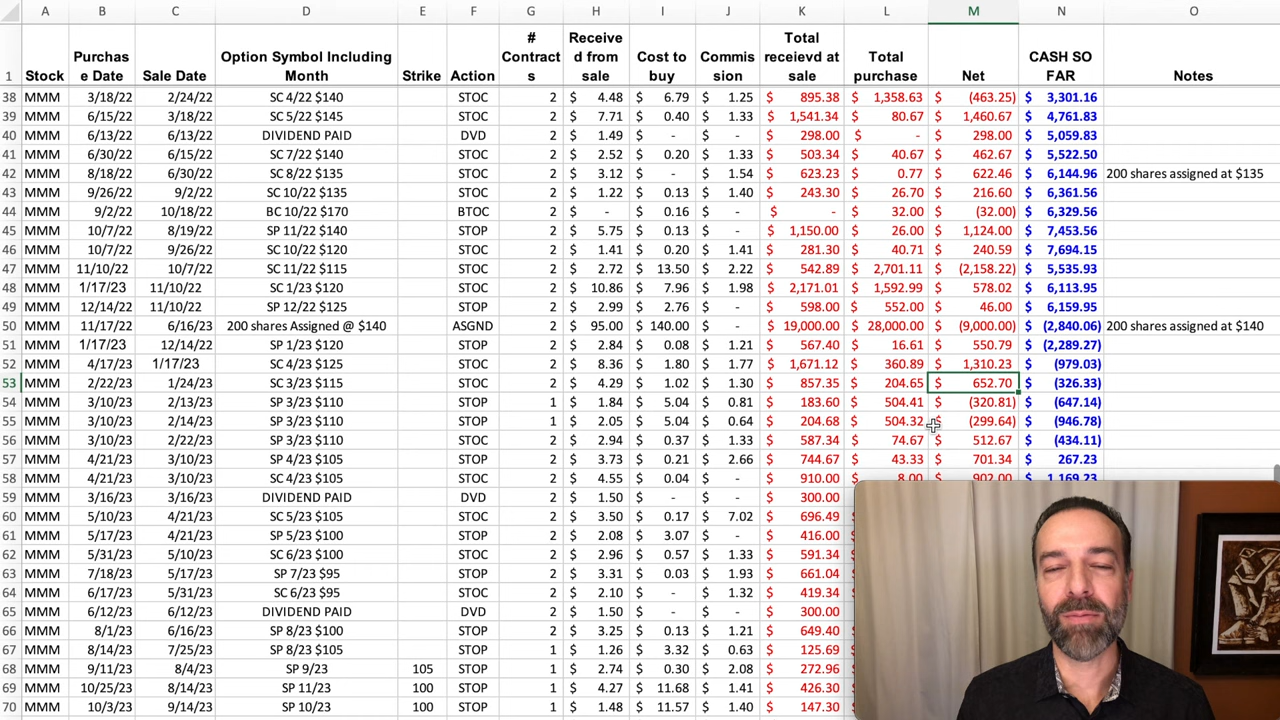 A B C D E F G H I J K L M N O
1 Stock Purchas e Date Sale Date Option Symbol Including Month Strike Action # Contract s Receive d from sale Cost to buy Commis sion Total receievd at sale Total purchase Net CASH SO FAR Notes
38 MMM 3/18/22 2/24/22 SC 4/22 $140 STOC 2 $ 4.48 $ 6.79 $ 1.25 $ 895.38 $ 1,358.63 $ (463.25) $ 3,301.16
39 MMM 6/15/22 3/18/22 SC 5/22 $145 STOC 2 $ 7.71 $ 0.40 $ 1.33 $ 1,541.34 $ 80.67 $ 1,460.67 $ 4,761.83
40 MMM 6/13/22 6/13/22 DIVIDEND PAID DVD 2 $ 1.49 $ - $ - $ 298.00 $ - $ 298.00 $ 5,059.83
41 MMM 6/30/22 6/15/22 SC 7/22 $140 STOC 2 $ 2.52 $ 0.20 $ 1.33 $ 503.34 $ 40.67 $ 462.67 $ 5,522.50
42 MMM 8/18/22 6/30/22 SC 8/22 $135 STOC 2 $ 3.12 $ - $ 1.54 $ 623.23 $ 0.77 $ 622.46 $ 6,144.96 200 shares assigned at $135
43 MMM 9/26/22 9/2/22 SC 10/22 $135 STOC 2 $ 1.22 $ 0.13 $ 1.40 $ 243.30 $ 26.70 $ 216.60 $ 6,361.56
44 MMM 9/2/22 10/18/22 BC 10/22 $170 BTOC 2 $ - $ 0.16 $ - $ - $ 32.00 $ (32.00) $ 6,329.56
45 MMM 10/7/22 8/19/22 SP 11/22 $140 STOP 2 $ 5.75 $ 0.13 $ - $ 1,150.00 $ 26.00 $ 1,124.00 $ 7,453.56
46 MMM 10/7/22 9/26/22 SC 10/22 $120 STOC 2 $ 1.41 $ 0.20 $ 1.41 $ 281.30 $ 40.71 $ 240.59 $ 7,694.15
47 MMM 11/10/22 10/7/22 SC 11/22 $115 STOC 2 $ 2.72 $ 13.50 $ 2.22 $ 542.89 $ 2,701.11 $ (2,158.22) $ 5,535.93
48 MMM 1/17/23 11/10/22 SC 1/23 $120 STOC 2 $ 10.86 $ 7.96 $ 1.98 $ 2,171.01 $ 1,592.99 $ 578.02 $ 6,113.95
49 MMM 12/14/22 11/10/22 SP 12/22 $125 STOP 2 $ 2.99 $ 2.76 $ - $ 598.00 $ 552.00 $ 46.00 $ 6,159.95
50 MMM 11/17/22 6/16/23 200 shares Assigned @ $140 ASGND 2 $ 95.00 $ 140.00 $ - $ 19,000.00 $ 28,000.00 $ (9,000.00) $ (2,840.06) 200 shares assigned at $140
51 MMM 1/17/23 12/14/22 SP 1/23 $120 STOP 2 $ 2.84 $ 0.08 $ 1.21 $ 567.40 $ 16.61 $ 550.79 $ (2,289.27)
52 MMM 4/17/23 1/17/23 SC 4/23 $125 STOC 2 $ 8.36 $ 1.80 $ 1.77 $ 1,671.12 $ 360.89 $ 1,310.23 $ (979.03)
53 MMM 2/22/23 1/24/23 SC 3/23 $115 STOC 2 $ 4.29 $ 1.02 $ 1.30 $ 857.35 $ 204.65 $ 652.70 $ (326.33)
54 MMM 3/10/23 2/13/23 SP 3/23 $110 STOP 1 $ 1.84 $ 5.04 $ 0.81 $ 183.60 $ 504.41 $ (320.81) $ (647.14)
55 MMM 3/10/23 2/14/23 SP 3/23 $110 STOP 1 $ 2.05 $ 5.04 $ 0.64 $ 204.68 $ 504.32 $ (299.64) $ (946.78)
56 MMM 3/10/23 2/22/23 SP 3/23 $110 STOC 2 $ 2.94 $ 0.37 $ 1.33 $ 587.34 $ 74.67 $ 512.67 $ (434.11)
57 MMM 4/21/23 3/10/23 SP 4/23 $105 STOP 2 $ 3.73 $ 0.21 $ 2.66 $ 744.67 $ 43.33 $ 701.34 $ 267.23
58 MMM 4/21/23 3/10/23 SC 4/23 $105 STOC 2 $ 4.55 $ 0.04 $ - $ 910.00 $ 8.00 $ 902.00 $ 1,169.23
59 MMM 3/16/23 3/16/23 DIVIDEND PAID DVD 2 $ 1.50 $ - $ - $ 300.00
60 MMM 5/10/23 4/21/23 SC 5/23 $105 STOC 2 $ 3.50 $ 0.17 $ 7.02 $ 696.49
61 MMM 5/17/23 4/21/23 SP 5/23 $100 STOP 2 $ 2.08 $ 3.07 $ - $ 416.00
62 MMM 5/31/23 5/10/23 SC 6/23 $100 STOC 2 $ 2.96 $ 0.57 $ 1.33 $ 591.34
63 MMM 7/18/23 5/17/23 SP 7/23 $95 STOP 2 $ 3.31 $ 0.03 $ 1.93 $ 661.04
64 MMM 6/17/23 5/31/23 SC 6/23 $95 STOC 2 $ 2.10 $ - $ 1.32 $ 419.34
65 MMM 6/12/23 6/12/23 DIVIDEND PAID DVD 2 $ 1.50 $ - $ - $ 300.00
66 MMM 8/1/23 6/16/23 SP 8/23 $100 STOP 2 $ 3.25 $ 0.13 $ 1.21 $ 649.40
67 MMM 8/14/23 7/25/23 SP 8/23 $105 STOP 1 $ 1.26 $ 3.32 $ 0.63 $ 125.69
68 MMM 9/11/23 8/4/23 SP 9/23 105 STOP 1 $ 2.74 $ 0.30 $ 2.08 $ 272.96
69 MMM 10/25/23 8/14/23 SP 11/23 100 STOP 1 $ 4.27 $ 11.68 $ 1.41 $ 426.30
70 MMM 10/3/23 9/14/23 SP 10/23 100 STOP 1 $ 1.48 $ 11.57 $ 1.40 $ 147.30